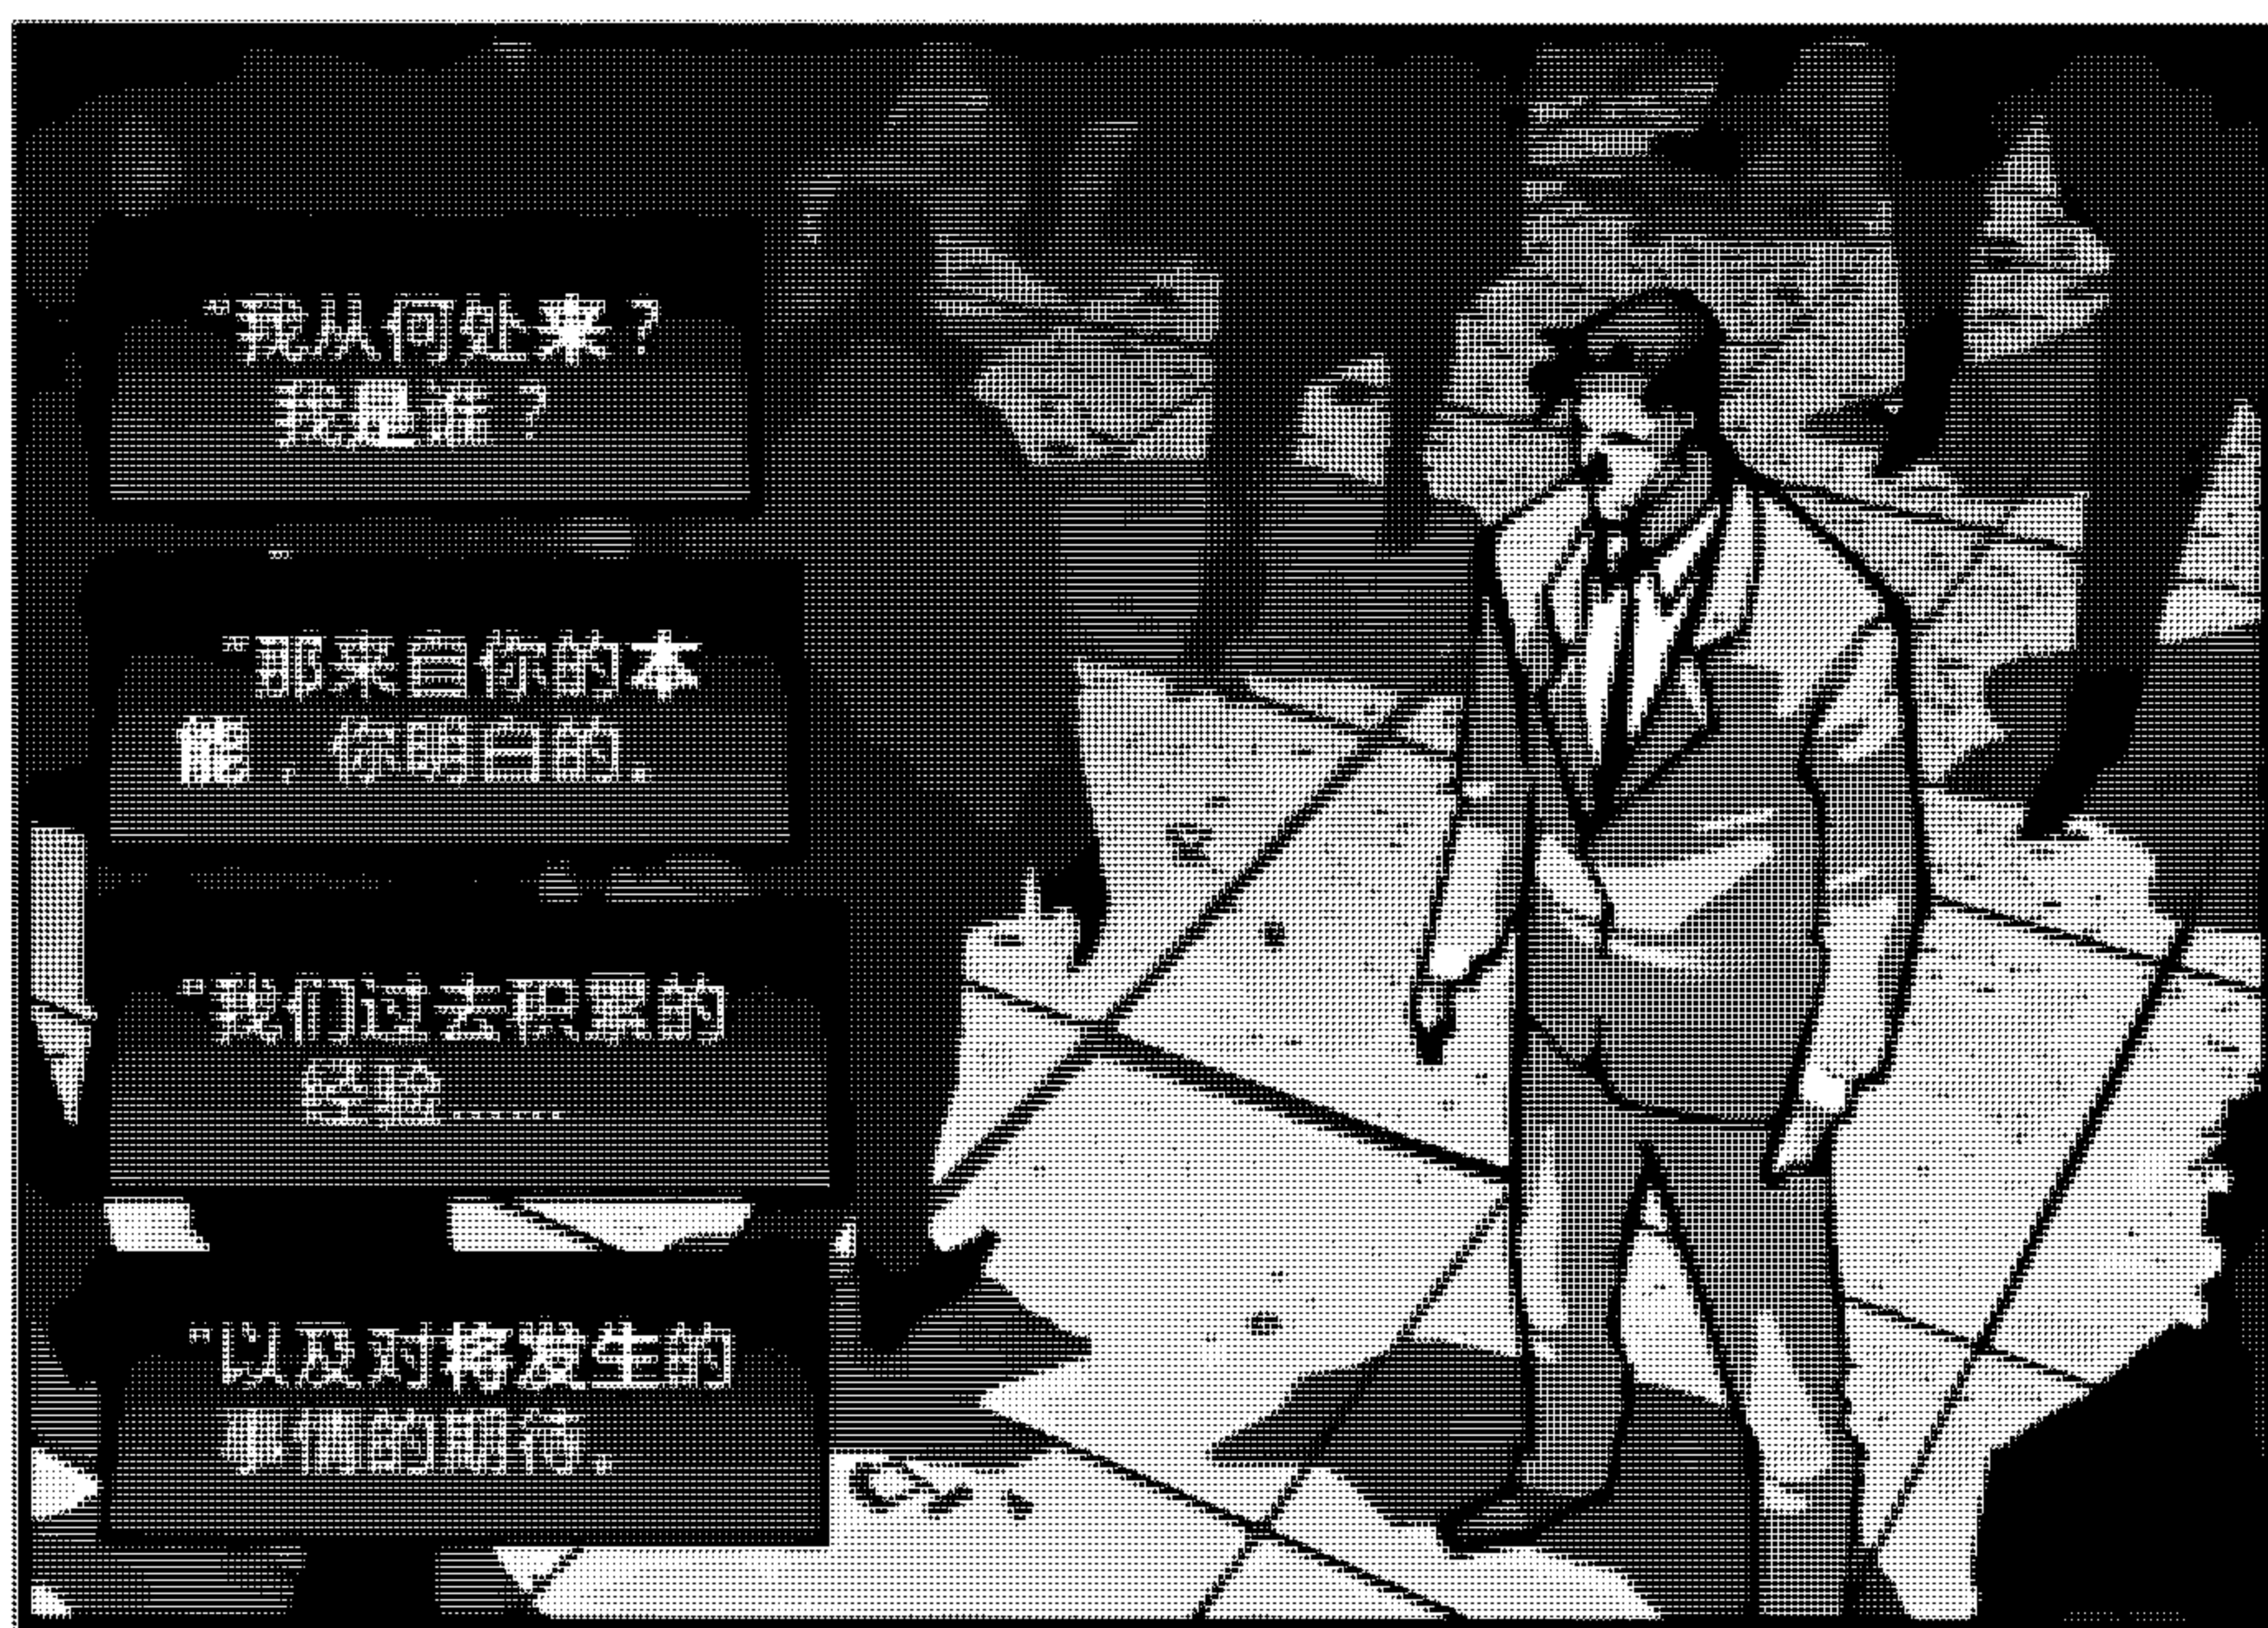 "我从何处来？
我是谁？
"那来自你的本
能，你明白的.
"我们过去积累的
经验……
"以及对将发生的
事情的期待.